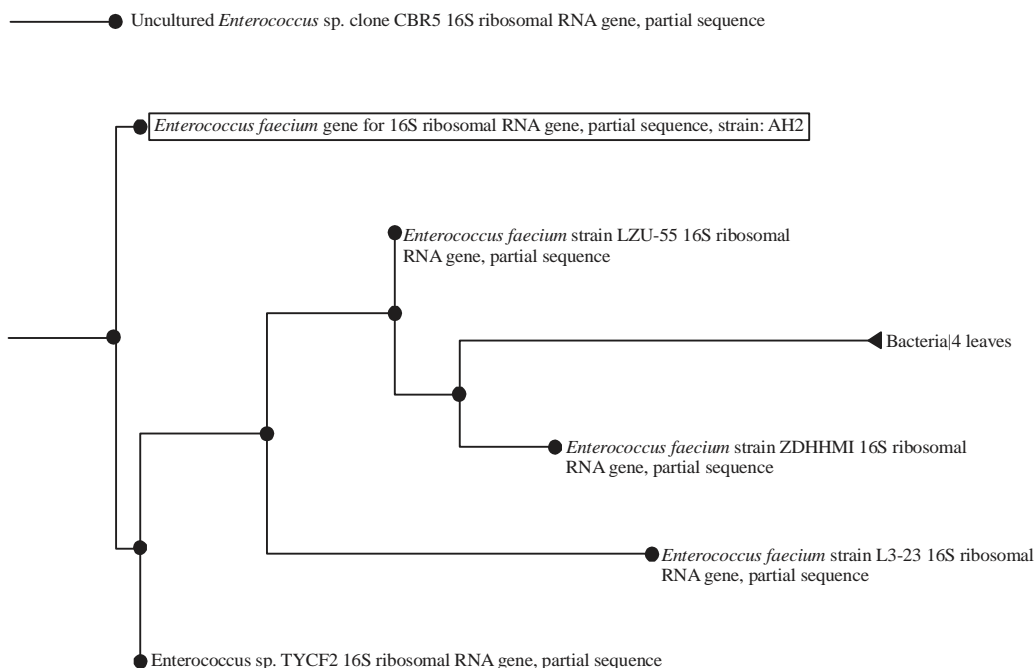 Uncultured Enterococcus sp. clone CBR5 16S ribosomal RNA gene, partial sequence
Enterococcus faecium gene for 16S ribosomal RNA gene, partial sequence, strain: AH2
Enterococcus faecium strain LZU-55 16S ribosomal
RNA gene, partial sequence
Bacteria|4 leaves
Enterococcus faecium strain ZDHHMI 16S ribosomal
RNA gene, partial sequence
Enterococcus faecium strain L3-23 16S ribosomal
RNA gene, partial sequence
Enterococcus sp. TYCF2 16S ribosomal RNA gene, partial sequence